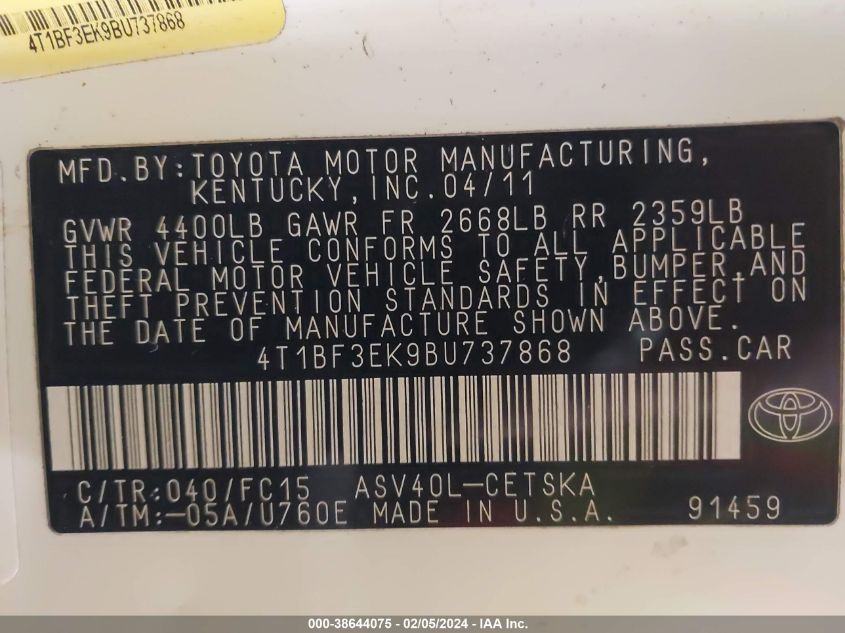 4T1BF3EK9BU737868
MFD.BY:TOYOTA MOTOR MANUFACTURING,
KENTUCKY,INC.04/11
GVWR 4400LB GAWR FR 2668LB RR 2359LB
THIS VEHICLE CONFORMS TO ALL APPLICABLE
FEDERAL MOTOR VEHICLE SAFETY,BUMPER,AND
THEFT PREVENTION STANDARDS IN EFFECT ON
THE DATE OF MANUFACTURE SHOWN ABOVE.
4T1BF3EK9BU737868 PASS.CAR
C/TR:040/FC15 ASV40L-CETSKA
A/TM:-05A/U760E MADE IN U.S.A. 91459
000-38644075 - 02/05/2024 - IAA Inc.